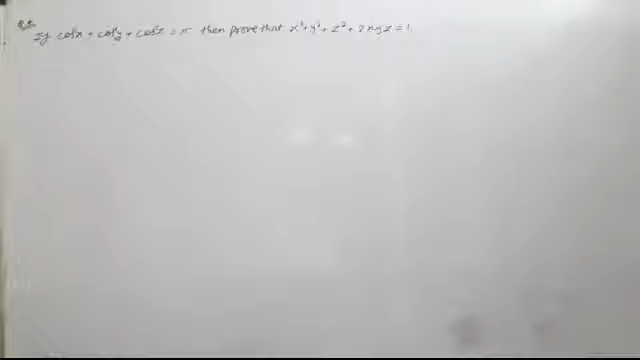 If cos⁻¹x + cos⁻¹y + cos⁻¹z = π then prove that x²+y²+z²+2xyz=1